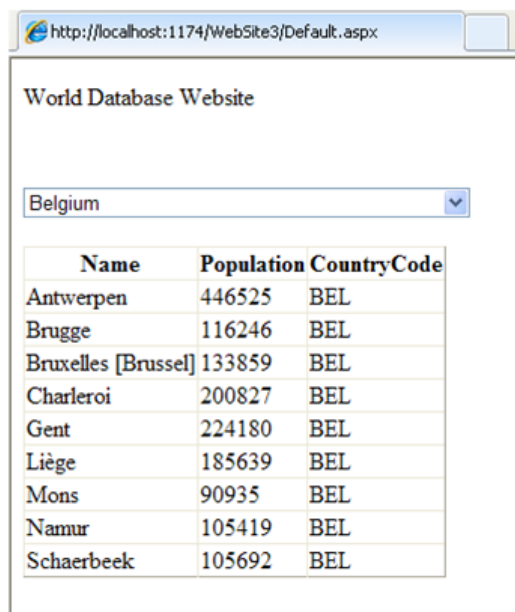 http://localhost:1174/WebSite3/Default.aspx
World Database Website
Belgium
Name Population CountryCode
Antwerpen 446525 BEL
Brugge 116246 BEL
Bruxelles [Brussel] 133859 BEL
Charleroi 200827 BEL
Gent 224180 BEL
Liège 185639 BEL
Mons 90935 BEL
Namur 105419 BEL
Schaerbeek 105692 BEL